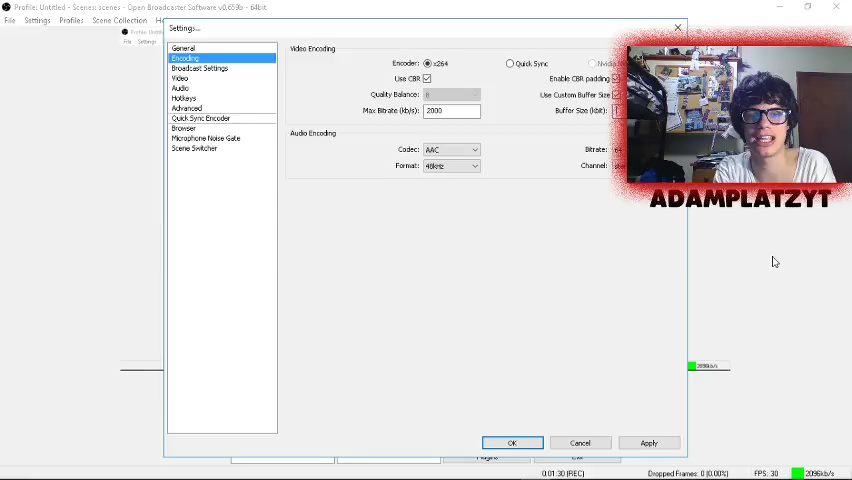 Profile: Untitled - Scenes: scenes - Open Broadcaster Software v0.659b - 64bit
File Settings Profiles Scene Collection
File Settings
Settings...
General
Encoding
Broadcast Settings
Video
Audio
Hotkeys
Advanced
Quick Sync Encoder
Browser
Microphone Noise Gate
Scene Switcher
Video Encoding
Encoder: x264 Quick Sync
Use CBR Enable CBR padding
Quality Balance: 8 Use Custom Buffer Size
Max Bitrate (kb/s): 2000 Buffer Size (kbit):
Audio Encoding
Codec: AAC Bitrate: 64
Format: 48kHz Channel:
ADAMPLATZYT
OK Cancel Apply
0:01:30 (REC) Dropped Frames: 0 (0.00%) FPS: 30 2096kb/s